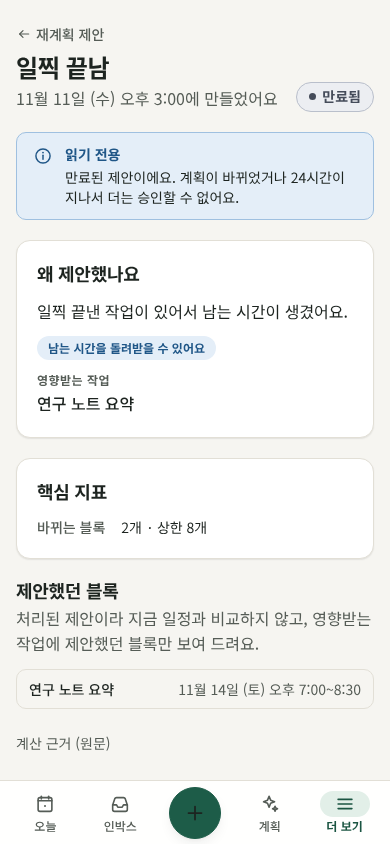 ← 재계획 제안
일찍 끝남
11월 11일 (수) 오후 3:00에 만들었어요
만료됨
읽기 전용
만료된 제안이에요. 계획이 바뀌었거나 24시간이
지나서 더는 승인할 수 없어요.
왜 제안했나요
일찍 끝낸 작업이 있어서 남는 시간이 생겼어요.
남는 시간을 돌려받을 수 있어요
영향받는 작업
연구 노트 요약
핵심 지표
바뀌는 블록 2개 · 상한 8개
제안했던 블록
처리된 제안이라 지금 일정과 비교하지 않고, 영향받는
작업에 제안했던 블록만 보여 드려요.
연구 노트 요약 11월 14일 (토) 오후 7:00~8:30
계산 근거 (원문)
오늘 인박스 계획 더 보기